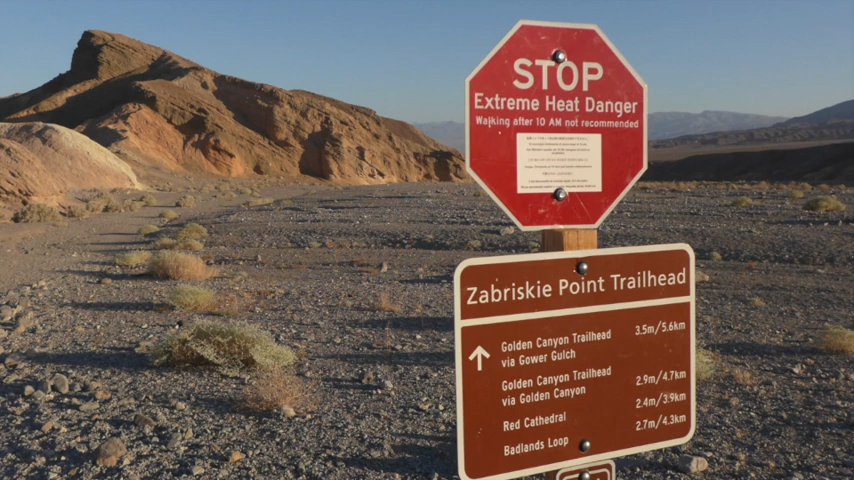 STOP
Extreme Heat Danger
Walking after 10 AM not recommended
Zabriskie Point Trailhead
Golden Canyon Trailhead 3.5m/5.6km
via Gower Gulch
Golden Canyon Trailhead 2.9m/4.7km
via Golden Canyon
Red Cathedral 2.4m/3.9km
Badlands Loop 2.7m/4.3km